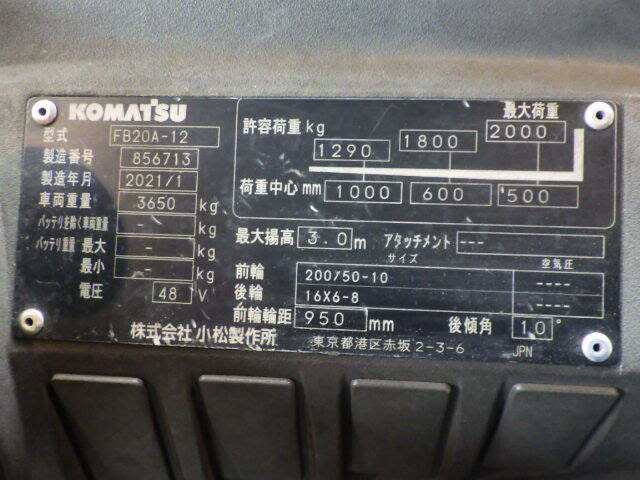 KOMATSU
型式 FB20A-12
製造番号 856713
製造年月 2021/1
車両重量 3650 kg
バッテリを除く車両重量 - kg
バッテリ重量 最大 - kg
最小 - kg
電圧 48 V
株式会社 小松製作所
許容荷重 kg
最大荷重
1290 1800 2000
荷重中心 mm 1000 600 500
最大揚高 3.0 m アタッチメント ---
サイズ 空気圧
前輪 200/50-10 ----
後輪 16X6-8 ----
前輪輪距 950 mm 後傾角 10°
東京都港区赤坂2-3-6 JPN